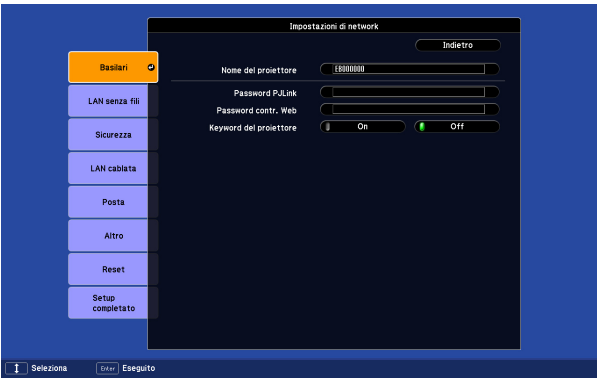 Impostazioni di network
Indietro
Basilari
LAN senza fili
Sicurezza
LAN cablata
Posta
Altro
Reset
Setup
completato
Nome del proiettore EB000000
Password PJLink
Password contr. Web
Keyword del proiettore On Off
Seleziona Enter Eseguito